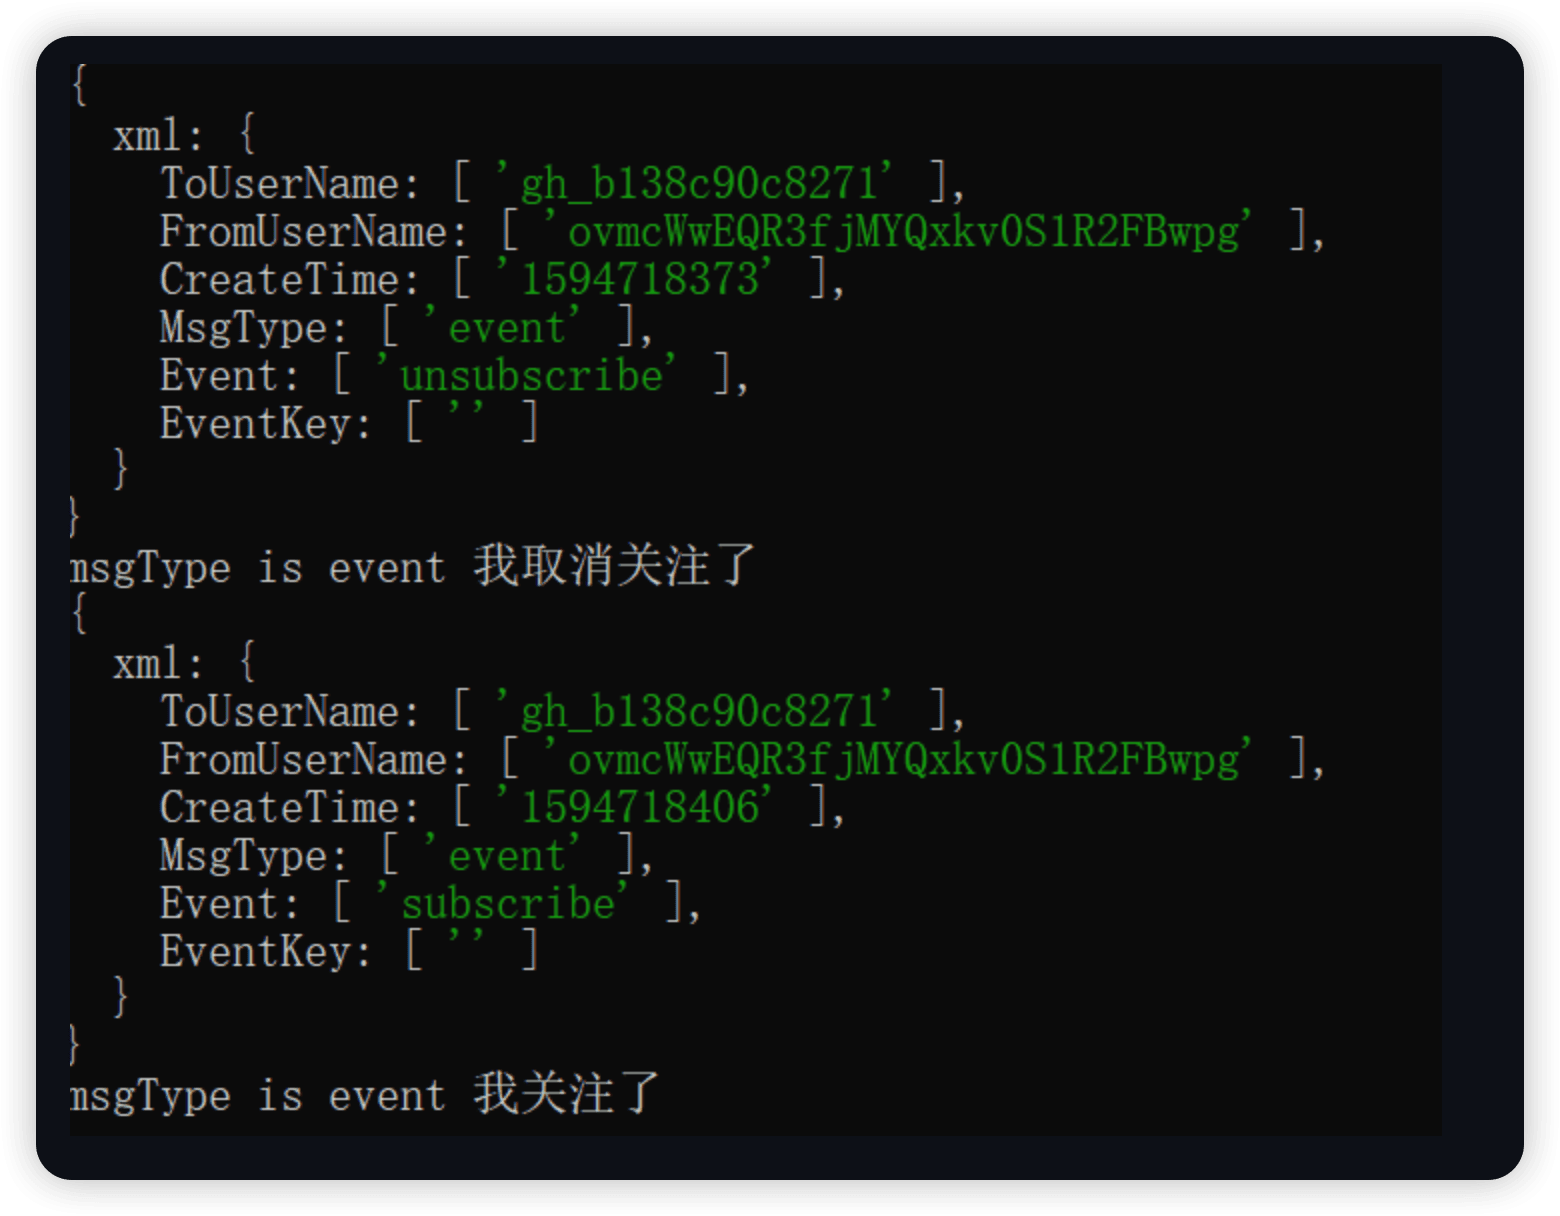 {
  xml: {
    ToUserName: [ 'gh_b138c90c8271' ],
    FromUserName: [ 'ovmcWwEQR3fjMYQxkvOS1R2FBwpg' ],
    CreateTime: [ '1594718373' ],
    MsgType: [ 'event' ],
    Event: [ 'unsubscribe' ],
    EventKey: [ '' ]
  }
}
msgType is event 我取消关注了
{
  xml: {
    ToUserName: [ 'gh_b138c90c8271' ],
    FromUserName: [ 'ovmcWwEQR3fjMYQxkvOS1R2FBwpg' ],
    CreateTime: [ '1594718406' ],
    MsgType: [ 'event' ],
    Event: [ 'subscribe' ],
    EventKey: [ '' ]
  }
}
msgType is event 我关注了